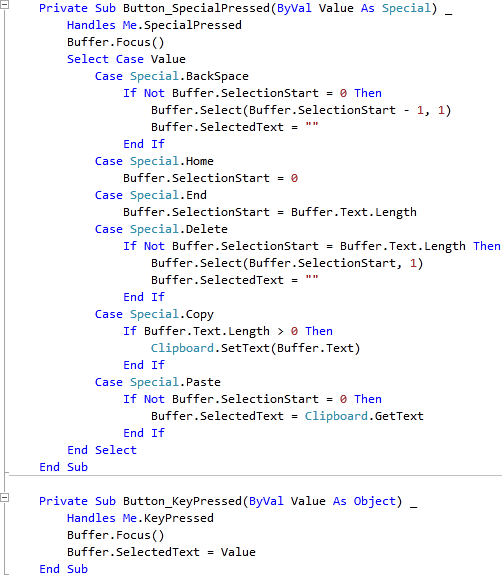 Private Sub Button_SpecialPressed(ByVal Value As Special) _
    Handles Me.SpecialPressed
    Buffer.Focus()
    Select Case Value
        Case Special.BackSpace
            If Not Buffer.SelectionStart = 0 Then
                Buffer.Select(Buffer.SelectionStart - 1, 1)
                Buffer.SelectedText = ""
            End If
        Case Special.Home
            Buffer.SelectionStart = 0
        Case Special.End
            Buffer.SelectionStart = Buffer.Text.Length
        Case Special.Delete
            If Not Buffer.SelectionStart = Buffer.Text.Length Then
                Buffer.Select(Buffer.SelectionStart, 1)
                Buffer.SelectedText = ""
            End If
        Case Special.Copy
            If Buffer.Text.Length > 0 Then
                Clipboard.SetText(Buffer.Text)
            End If
        Case Special.Paste
            If Not Buffer.SelectionStart = 0 Then
                Buffer.SelectedText = Clipboard.GetText
            End If
    End Select
End Sub
Private Sub Button_KeyPressed(ByVal Value As Object) _
    Handles Me.KeyPressed
    Buffer.Focus()
    Buffer.SelectedText = Value
End Sub